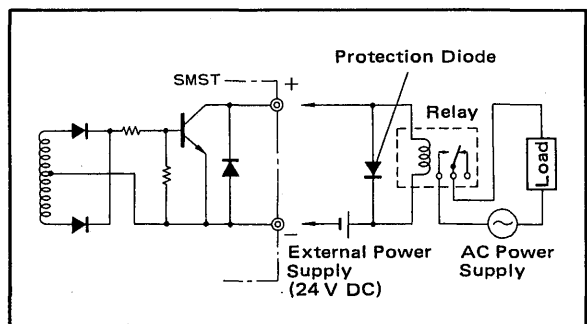 Protection Diode
SMST
+
Relay
Load
−
External Power
Supply
(24 V DC)
AC Power
Supply